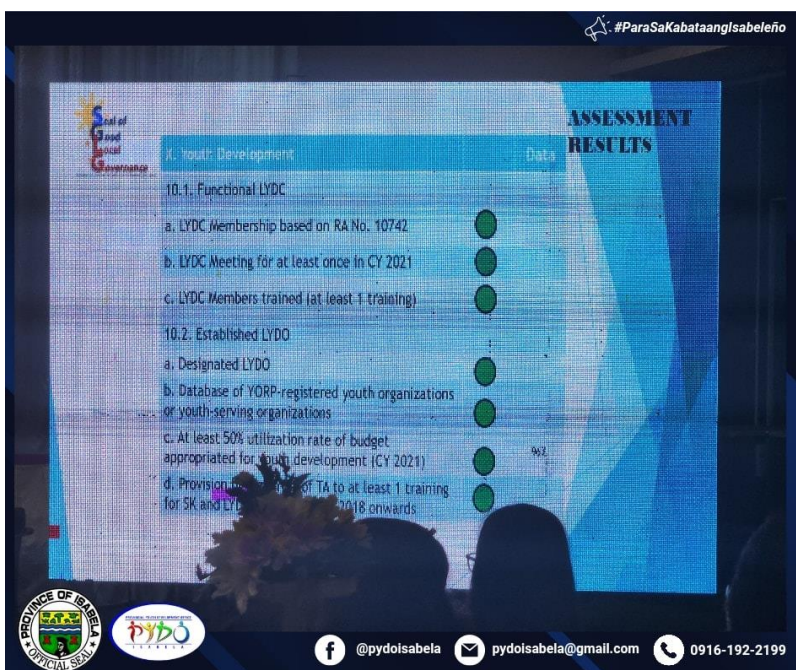 #ParaSaKabataangIsabeleño
Seal of
Good
Local
Governance
ASSESSMENT
RESULTS
X. Youth Development Data
10.1. Functional LYDC
a. LYDC Membership based on RA No. 10742
b. LYDC Meeting for at least once in CY 2021
c. LYDC Members trained (at least 1 training)
10.2. Established LYDO
a. Designated LYDO
b. Database of YORP-registered youth organizations
or youth-serving organizations
c. At least 50% utilization rate of budget
appropriated for youth development (CY 2021) 96%
d. Provision of TA to at least 1 training
for SK and 2018 onwards
PROVINCE OF ISABELA
OFFICIAL SEAL
PYDO
ISABELA
@pydoisabela pydoisabela@gmail.com 0916-192-2199